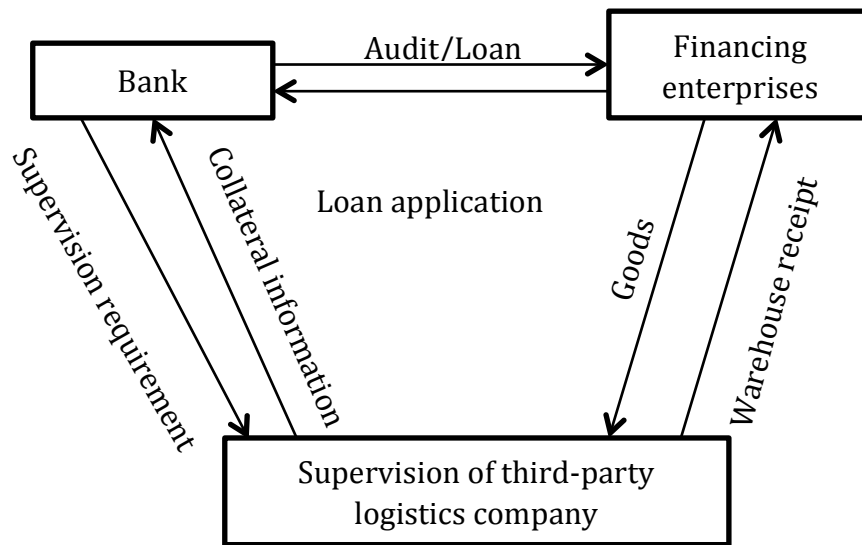 Bank
Audit/Loan
Financing
enterprises
Supervision requirement
Collateral information
Loan application
Goods
Warehouse receipt
Supervision of third-party
logistics company